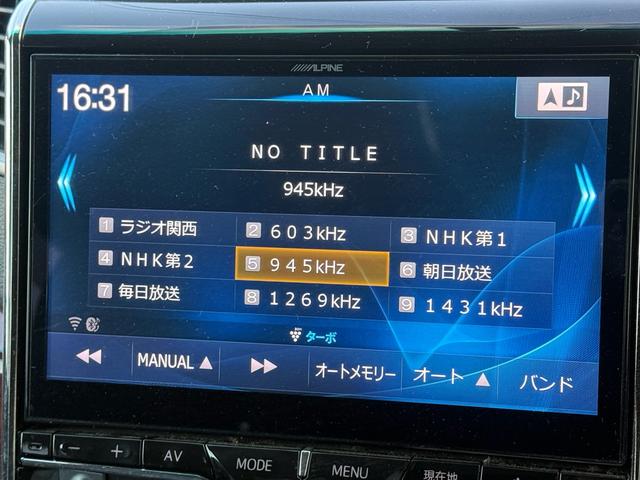 ALPINE
16:31
AM
NO TITLE
945kHz
1 ラジオ関西 2 603kHz 3 NHK第1
4 NHK第2 5 945kHz 6 朝日放送
7 毎日放送 8 1269kHz 9 1431kHz
ターボ
MANUAL ▲ オートメモリー オート ▲ バンド
− + AV MODE MENU 現在地